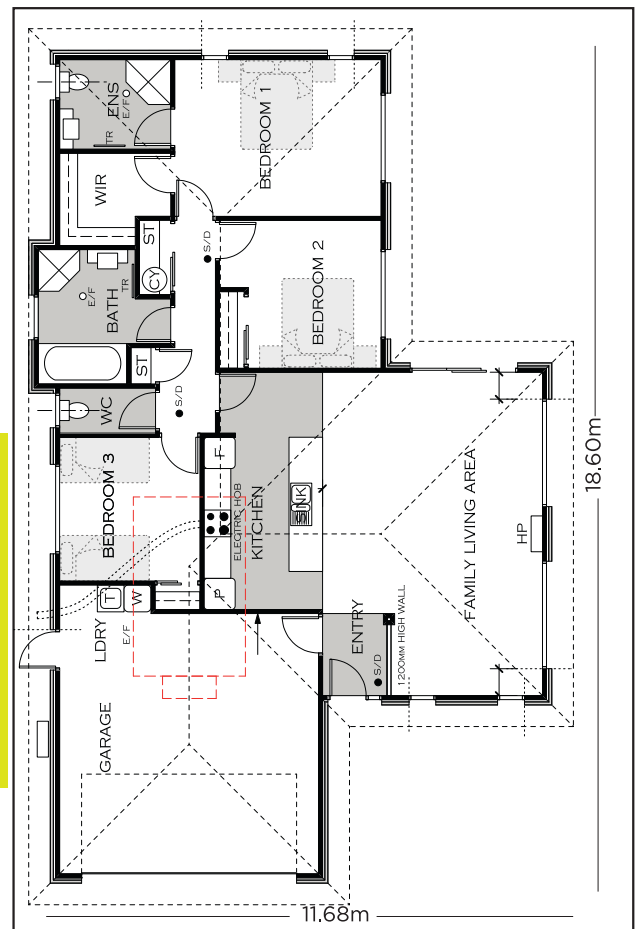 ENS
E/F
TR
BEDROOM 1
WIR
ST
S/D
CY
BEDROOM 2
E/F
BATH
TR
ST
WC
S/D
BEDROOM 3
F
ELECTRIC HOB
KITCHEN
SINK
FAMILY LIVING AREA
HP
18.60m
P
T
W
LDRY
E/F
ENTRY
S/D
1200MM HIGH WALL
GARAGE
11.68m